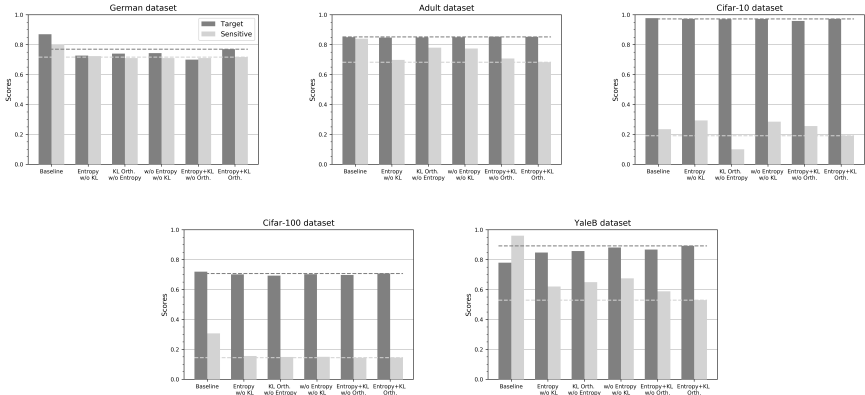 German dataset
Scores
1.0
0.8
0.6
0.4
0.2
0.0
Target
Sensitive
Baseline
Entropy w/o KL
KL Orth. w/o Entropy
w/o Entropy w/o KL
Entropy+KL w/o Orth.
Entropy+KL Orth.
Adult dataset
Scores
1.0
0.8
0.6
0.4
0.2
0.0
Baseline
Entropy w/o KL
KL Orth. w/o Entropy
w/o Entropy w/o KL
Entropy+KL w/o Orth.
Entropy+KL Orth.
Cifar-10 dataset
Scores
1.0
0.8
0.6
0.4
0.2
0.0
Baseline
Entropy w/o KL
KL Orth. w/o Entropy
w/o Entropy w/o KL
Entropy+KL w/o Orth.
Entropy+KL Orth.
Cifar-100 dataset
Scores
1.0
0.8
0.6
0.4
0.2
0.0
Baseline
Entropy w/o KL
KL Orth. w/o Entropy
w/o Entropy w/o KL
Entropy+KL w/o Orth.
Entropy+KL Orth.
YaleB dataset
Scores
1.0
0.8
0.6
0.4
0.2
0.0
Baseline
Entropy w/o KL
KL Orth. w/o Entropy
w/o Entropy w/o KL
Entropy+KL w/o Orth.
Entropy+KL Orth.